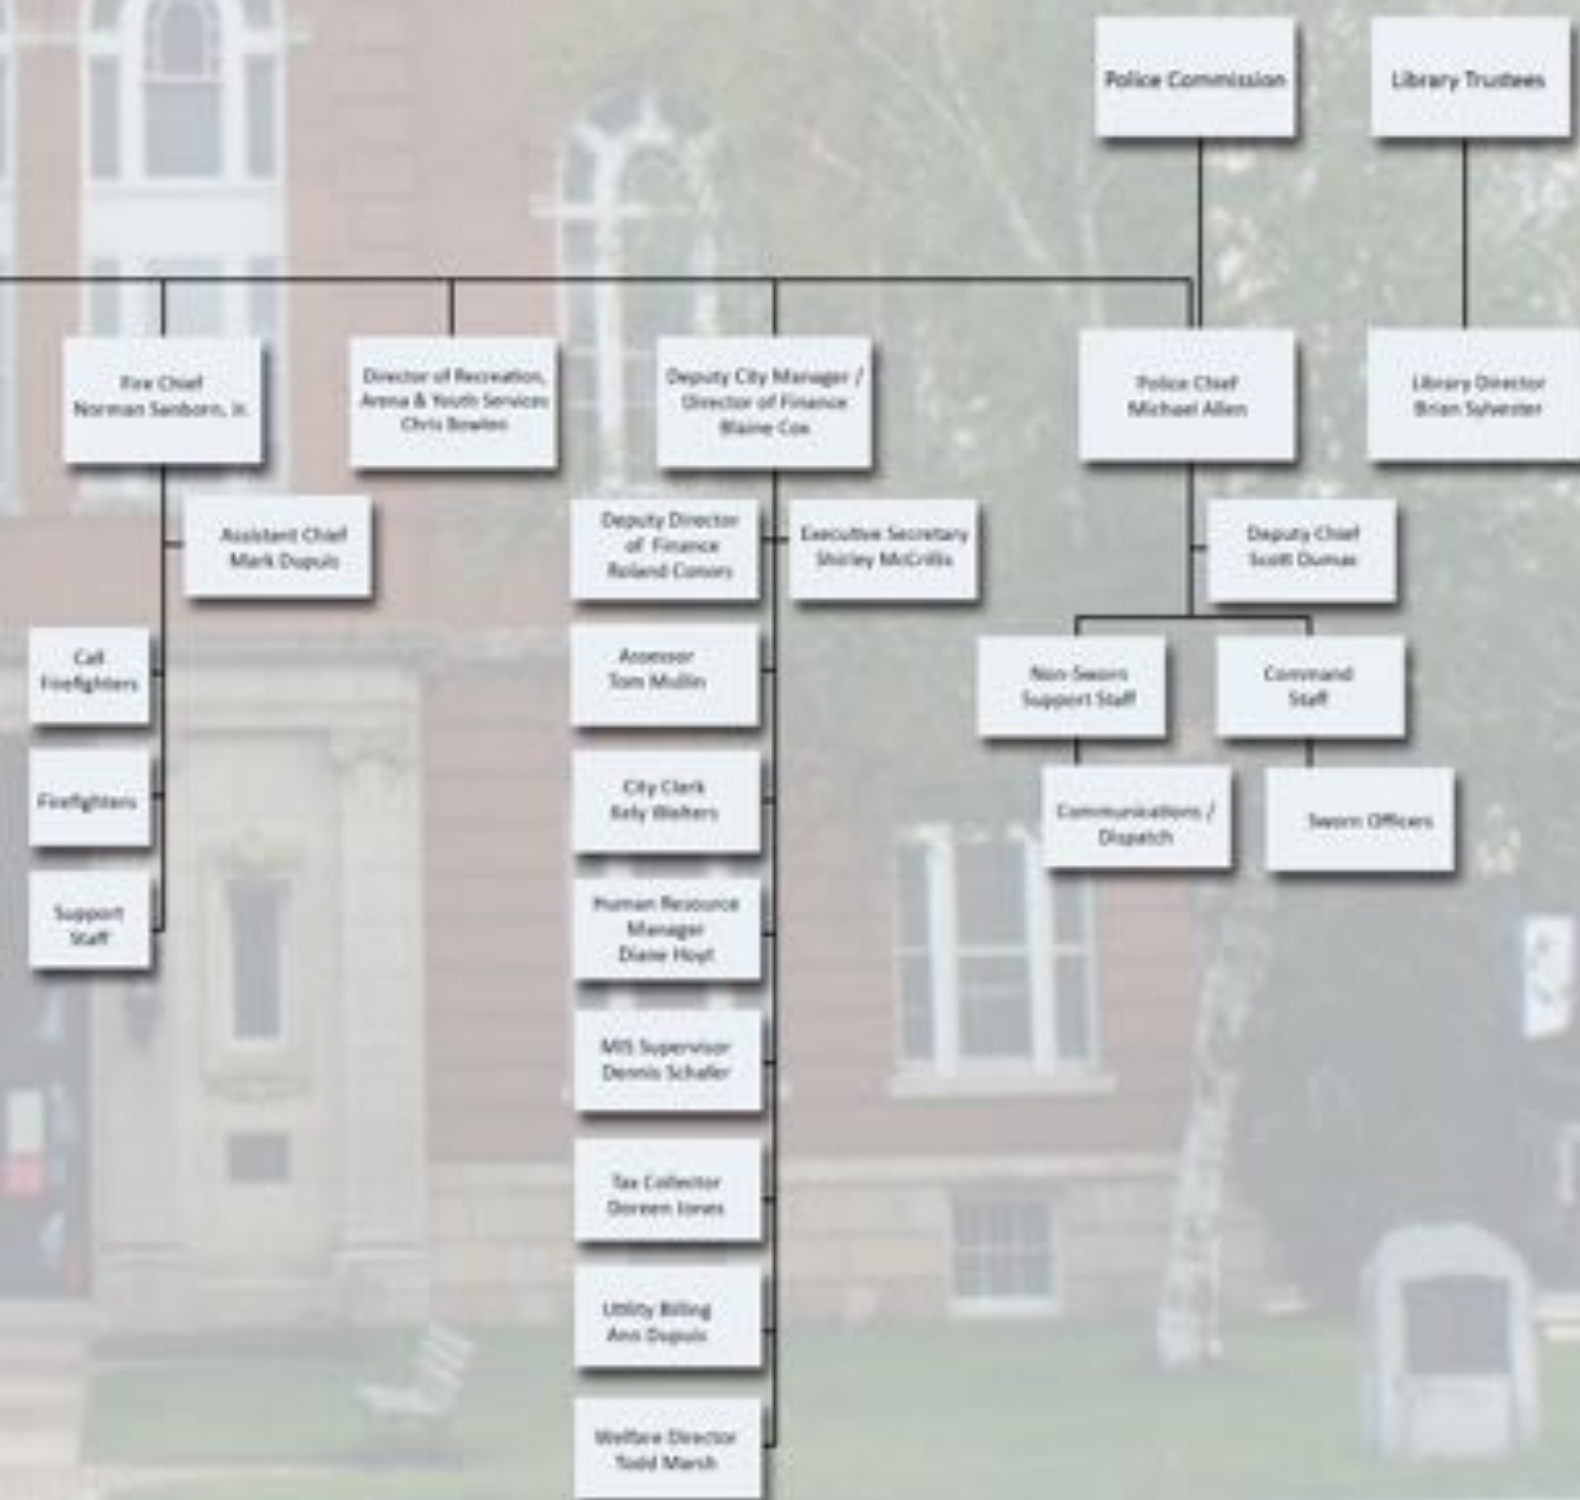 Police Commission
Library Trustees
Fire Chief
Norman Sanborn, Jr.
Director of Recreation,
Arena & Youth Services
Chris Bowlen
Deputy City Manager /
Director of Finance
Blaine Cox
Police Chief
Michael Allen
Library Director
Brian Sylvester
Assistant Chief
Mark Dupuis
Deputy Director
of Finance
Roland Conors
Executive Secretary
Shirley McCrillis
Deputy Chief
Scott Dumas
Call
Firefighters
Assessor
Tom Mullin
Non-Sworn
Support Staff
Command
Staff
Firefighters
City Clerk
Kelly Walters
Communications /
Dispatch
Sworn Officers
Support
Staff
Human Resource
Manager
Diane Hoyt
MIS Supervisor
Dennis Schafer
Tax Collector
Doreen Jones
Utility Billing
Ann Dupuis
Welfare Director
Todd Marsh